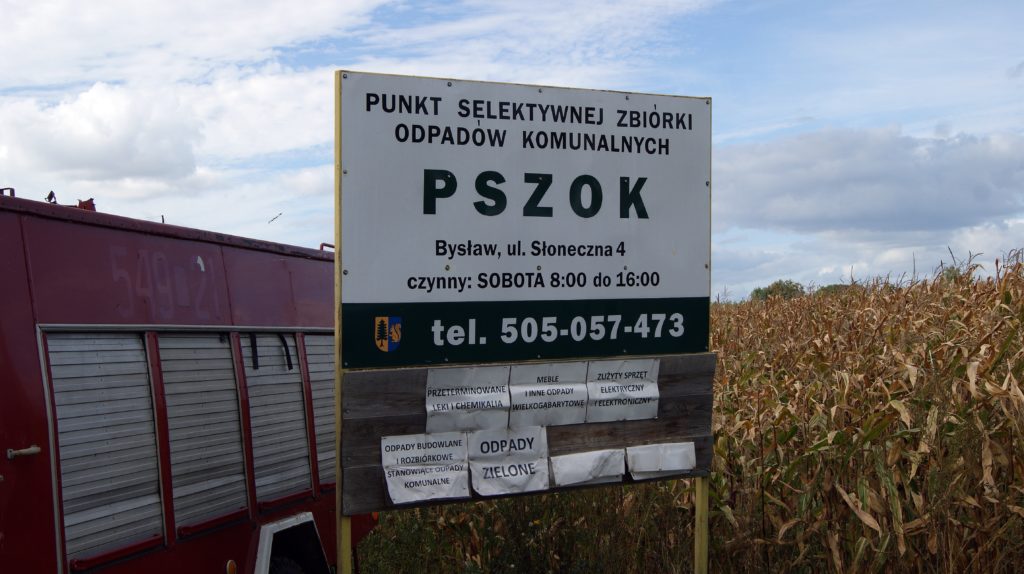 PUNKT SELEKTYWNEJ ZBIÓRKI
ODPADÓW KOMUNALNYCH
PSZOK
Bysław, ul. Słoneczna 4
czynny: SOBOTA 8:00 do 16:00
tel. 505-057-473
PRZETERMINOWANE
LEKI I CHEMIKALIA
MEBLE
I INNE ODPADY
WIELKOGABARYTOWE
ZUŻYTY SPRZĘT
ELEKTRYCZNY
I ELEKTRONICZNY
ODPADY BUDOWLANE
I ROZBIÓRKOWE
STANOWIĄCE ODPADY
KOMUNALNE
ODPADY
ZIELONE